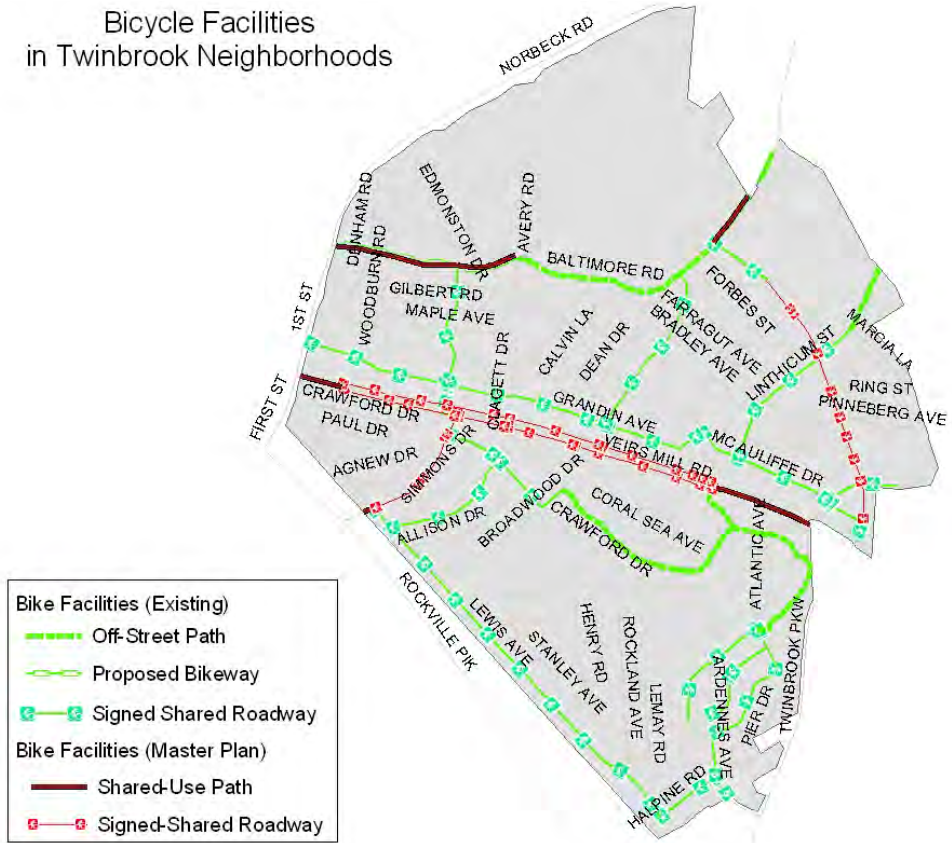 Bicycle Facilities
in Twinbrook Neighborhoods
NORBECK RD
DENHAM RD
EDMONSTON DR
AVERY RD
WOODBURN RD
BALTIMORE RD
GILBERT RD
MAPLE AVE
1ST ST
FORBES ST
FARRAGUT AVE
BRADLEY AVE
CALVIN LA
DEAN DR
CLAGETT DR
LINTHICUM ST
MARCIA LA
RING ST
PINNEBERG AVE
FIRST ST
CRAWFORD DR
PAUL DR
GRANDIN AVE
MC AULIFFE DR
VEIRS MILL RD
AGNEW DR
SIMMONS DR
ALLISON DR
BROADWOOD DR
CORAL SEA AVE
CRAWFORD DR
ATLANTIC AVE
ROCKVILLE PIK
LEWIS AVE
STANLEY AVE
HENRY RD
ROCKLAND AVE
LEMAY RD
ARDENNES AVE
PIER DR
TWINBROOK PKW
HALPINE RD
Bike Facilities (Existing)
Off-Street Path
Proposed Bikeway
Signed Shared Roadway
Bike Facilities (Master Plan)
Shared-Use Path
Signed-Shared Roadway